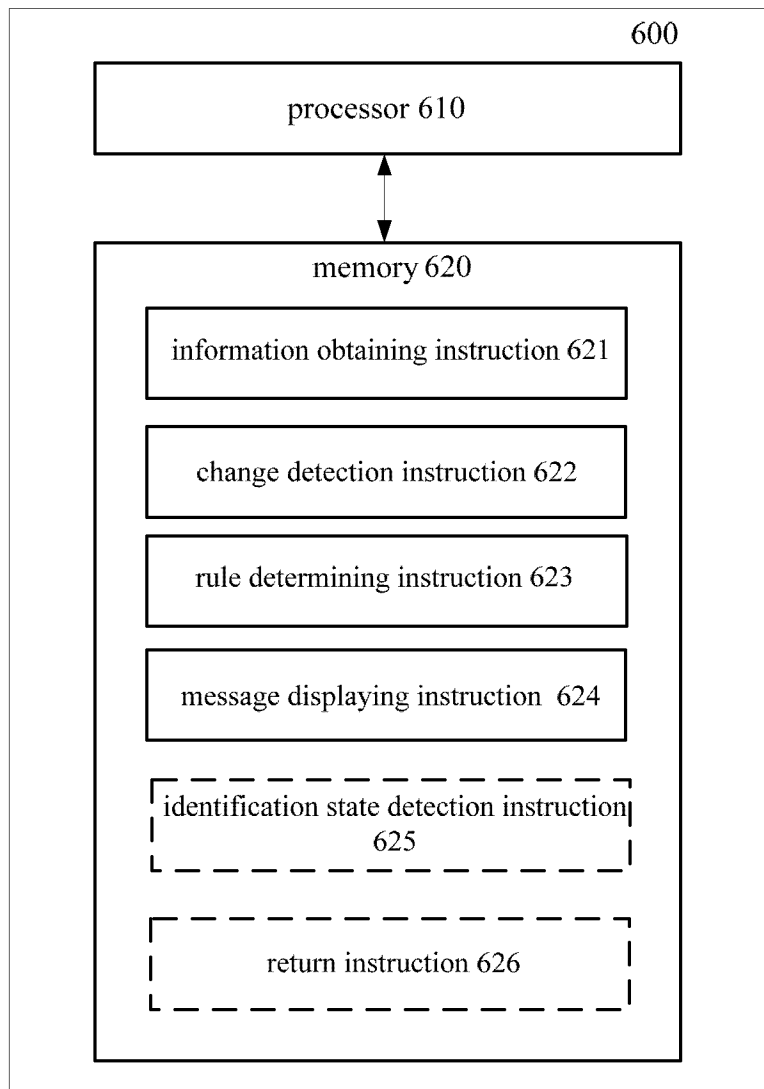 600
processor 610
memory 620
information obtaining instruction 621
change detection instruction 622
rule determining instruction 623
message displaying instruction 624
identification state detection instruction
625
return instruction 626